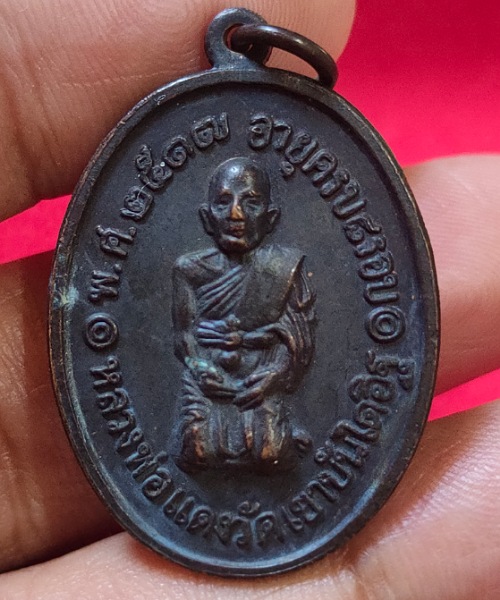 พ.ศ.๒๕๑๗ อายุครบ๕รอบ
๏ หลวงพ่อแดงวัดเขาบันไดอิฐ ๏